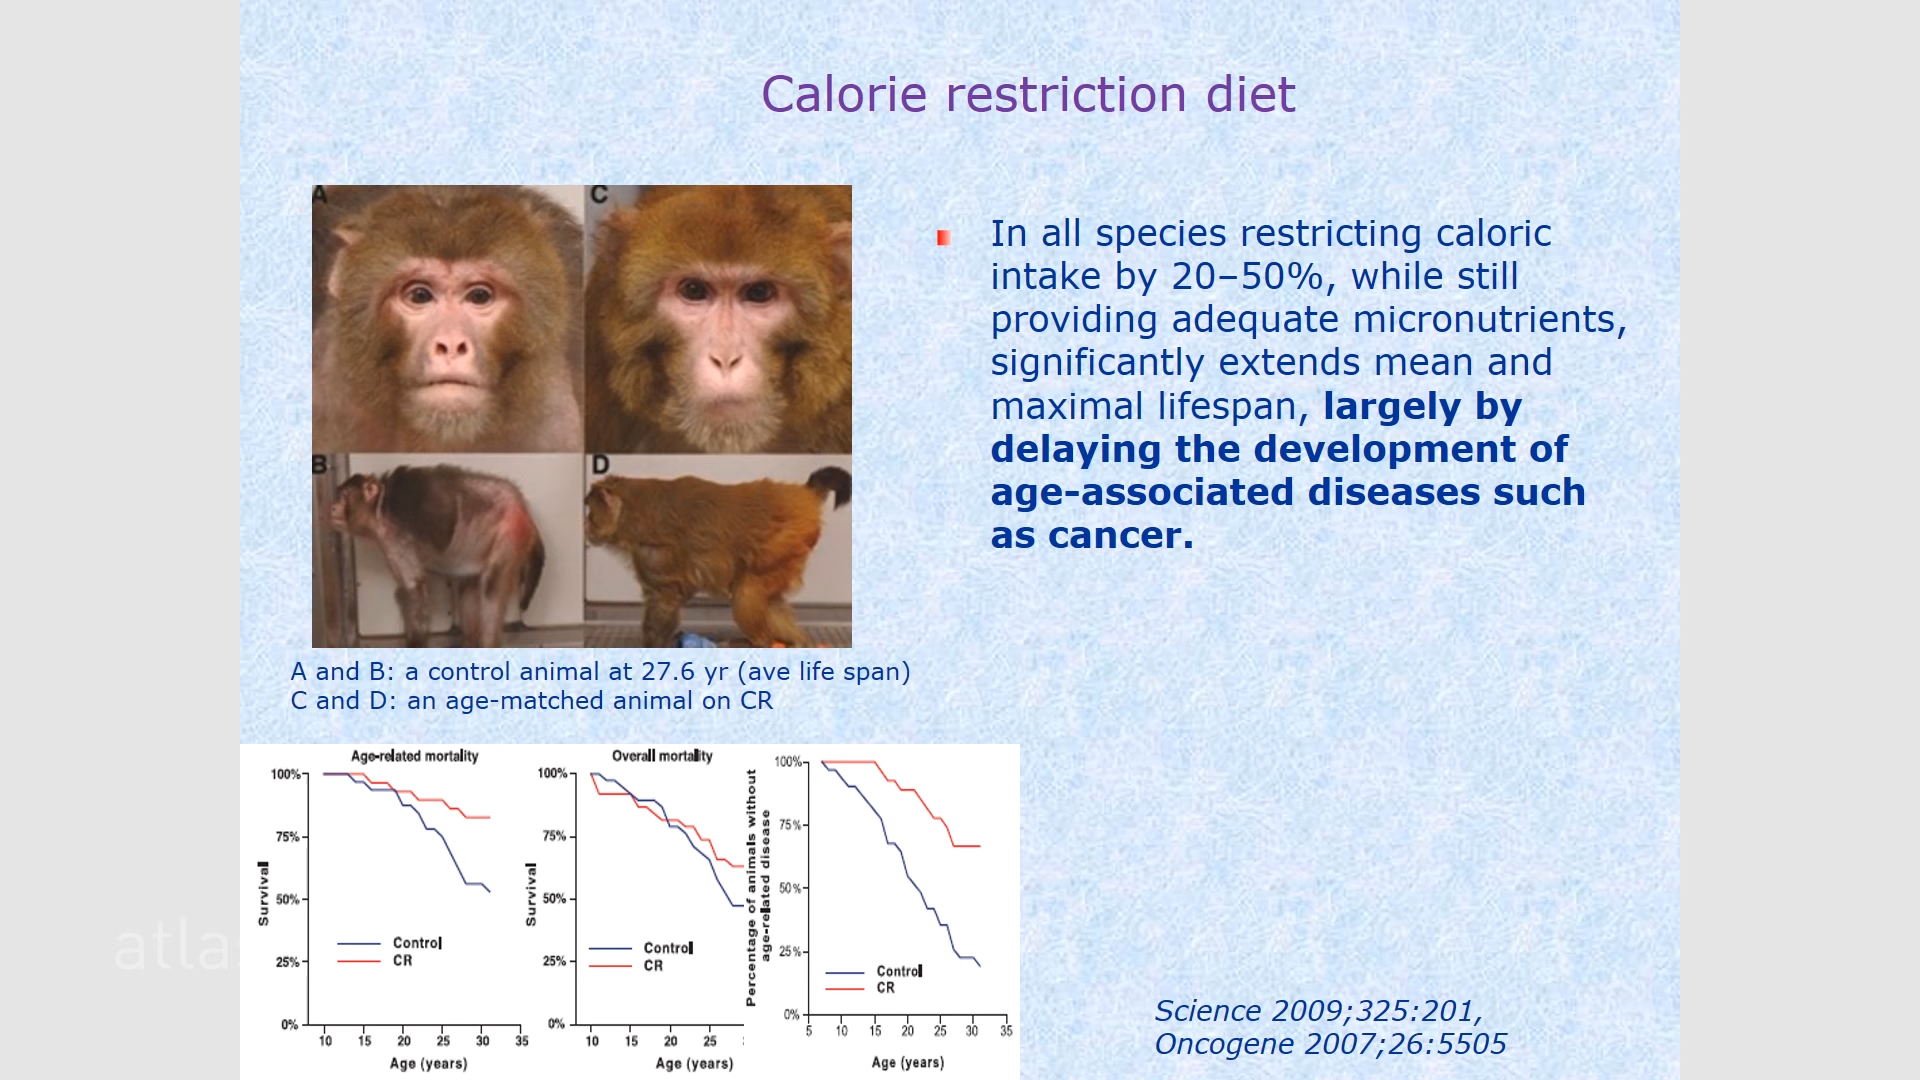 Calorie restriction diet
A
C
B
D
In all species restricting caloric
intake by 20–50%, while still
providing adequate micronutrients,
significantly extends mean and
maximal lifespan, largely by
delaying the development of
age-associated diseases such
as cancer.
A and B: a control animal at 27.6 yr (ave life span)
C and D: an age-matched animal on CR
Age-related mortality
100%
75%
50%
25%
0%
Survival
Control
CR
10 15 20 25 30 35
Age (years)
Overall mortality
100%
75%
50%
25%
0%
Survival
Control
CR
10 15 20 25
Age (years)
Percentage of animals without
age-related disease
100%
75%
50%
25%
0%
Control
CR
5 10 15 20 25 30 35
Age (years)
atlas
Science 2009;325:201,
Oncogene 2007;26:5505